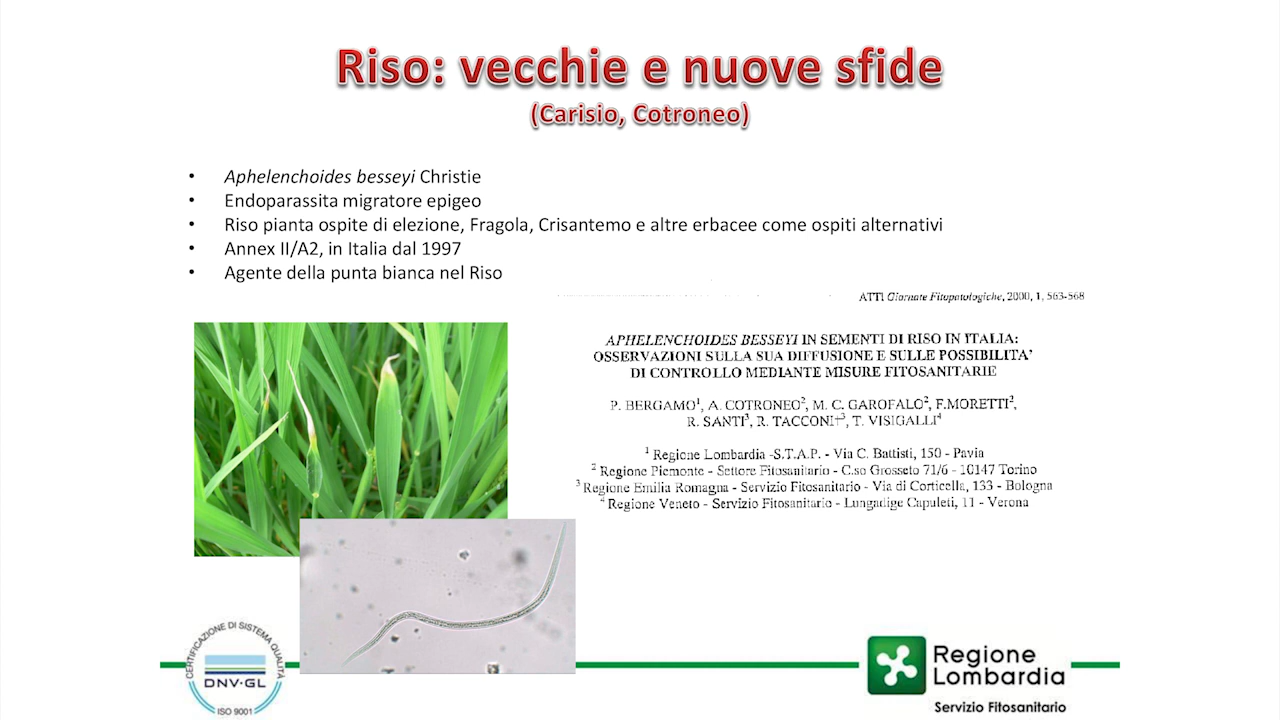 Riso: vecchie e nuove sfide
(Carisio, Cotroneo)
• Aphelenchoides besseyi Christie
• Endoparassita migratore epigeo
• Riso pianta ospite di elezione, Fragola, Crisantemo e altre erbacee come ospiti alternativi
• Annex II/A2, in Italia dal 1997
• Agente della punta bianca nel Riso
ATTI Giornate Fitopatologiche, 2000, 1, 563-568
APHELENCHOIDES BESSEYI IN SEMENTI DI RISO IN ITALIA:
OSSERVAZIONI SULLA SUA DIFFUSIONE E SULLE POSSIBILITA'
DI CONTROLLO MEDIANTE MISURE FITOSANITARIE
P. BERGAMO¹, A. COTRONEO², M. C. GAROFALO², F.MORETTI²,
R. SANTI³, R. TACCONI³, T. VISIGALLI⁴
¹ Regione Lombardia -S.T.A.P. - Via C. Battisti, 150 - Pavia
² Regione Piemonte - Settore Fitosanitario - C.so Grosseto 71/6 - 10147 Torino
³ Regione Emilia Romagna - Servizio Fitosanitario - Via di Corticella, 133 - Bologna
⁴ Regione Veneto - Servizio Fitosanitario - Lungadige Capuleti, 11 - Verona
CERTIFICAZIONE DI SISTEMA QUALITÀ
DNV·GL
ISO 9001
Regione
Lombardia
Servizio Fitosanitario